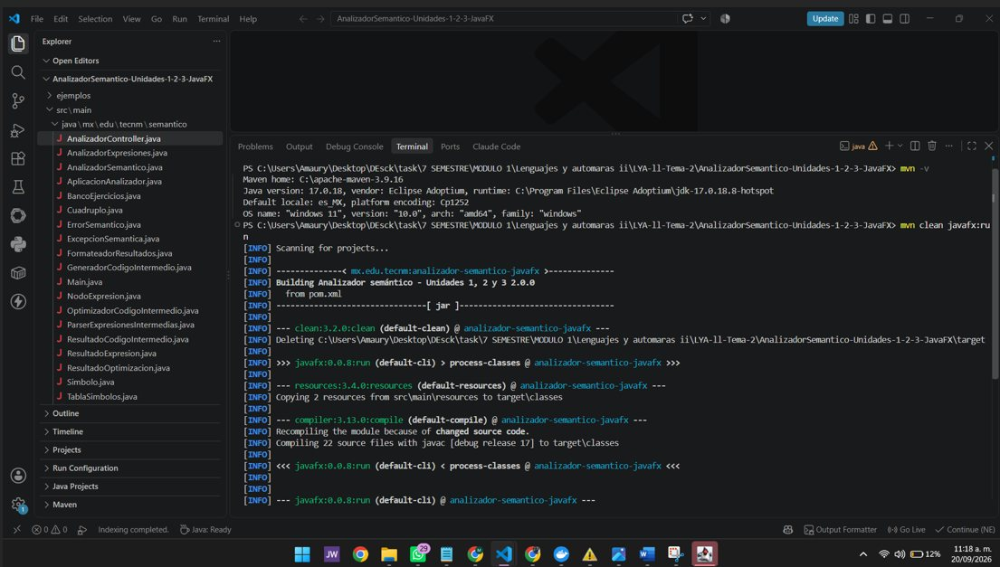 File Edit Selection View Go Run Terminal Help
AnalizadorSemantico-Unidades-1-2-3-JavaFX
Update
Explorer
Open Editors
AnalizadorSemantico-Unidades-1-2-3-JavaFX
ejemplos
src\main
java\mx\edu\tecnm\semantico
J AnalizadorController.java
J AnalizadorExpresiones.java
J AnalizadorSemantico.java
J AplicacionAnalizador.java
J BancoEjercicios.java
J Cuadruplo.java
J ErrorSemantico.java
J ExcepcionSemantica.java
J FormateadorResultados.java
J GeneradorCodigoIntermedio.java
J Main.java
J NodoExpresion.java
J OptimizadorCodigoIntermedio.java
J ParserExpresionesIntermedias.java
J ResultadoCodigoIntermedio.java
J ResultadoExpresion.java
J ResultadoOptimizacion.java
J Simbolo.java
J TablaSimbolos.java
Outline
Timeline
Projects
Run Configuration
Java Projects
Maven
1
Problems Output Debug Console Terminal Ports Claude Code
java
PS C:\Users\Amaury\Desktop\DEsck\task\7 SEMESTRE\MODULO 1\Lenguajes y automaras ii\LYA-ll-Tema-2\AnalizadorSemantico-Unidades-1-2-3-JavaFX> mvn -v
Maven home: C:\apache-maven-3.9.16
Java version: 17.0.18, vendor: Eclipse Adoptium, runtime: C:\Program Files\Eclipse Adoptium\jdk-17.0.18.8-hotspot
Default locale: es_MX, platform encoding: Cp1252
OS name: "windows 11", version: "10.0", arch: "amd64", family: "windows"
PS C:\Users\Amaury\Desktop\DEsck\task\7 SEMESTRE\MODULO 1\Lenguajes y automaras ii\LYA-ll-Tema-2\AnalizadorSemantico-Unidades-1-2-3-JavaFX> mvn clean javafx:ru
n
[INFO] Scanning for projects...
[INFO]
[INFO] --------------< mx.edu.tecnm:analizador-semantico-javafx >--------------
[INFO] Building Analizador semántico - Unidades 1, 2 y 3 2.0.0
[INFO]   from pom.xml
[INFO] --------------------------------[ jar ]---------------------------------
[INFO]
[INFO] --- clean:3.2.0:clean (default-clean) @ analizador-semantico-javafx ---
[INFO] Deleting C:\Users\Amaury\Desktop\DEsck\task\7 SEMESTRE\MODULO 1\Lenguajes y automaras ii\LYA-ll-Tema-2\AnalizadorSemantico-Unidades-1-2-3-JavaFX\target
[INFO]
[INFO] >>> javafx:0.0.8:run (default-cli) > process-classes @ analizador-semantico-javafx >>>
[INFO]
[INFO] --- resources:3.4.0:resources (default-resources) @ analizador-semantico-javafx ---
[INFO] Copying 2 resources from src\main\resources to target\classes
[INFO]
[INFO] --- compiler:3.13.0:compile (default-compile) @ analizador-semantico-javafx ---
[INFO] Recompiling the module because of changed source code.
[INFO] Compiling 22 source files with javac [debug release 17] to target\classes
[INFO]
[INFO] <<< javafx:0.0.8:run (default-cli) < process-classes @ analizador-semantico-javafx <<<
[INFO]
[INFO]
[INFO] --- javafx:0.0.8:run (default-cli) @ analizador-semantico-javafx ---
0 0 Indexing completed. Java: Ready Output Formatter Go Live Continue (NE)
JW 29 12% 11:18 a. m.
20/09/2026